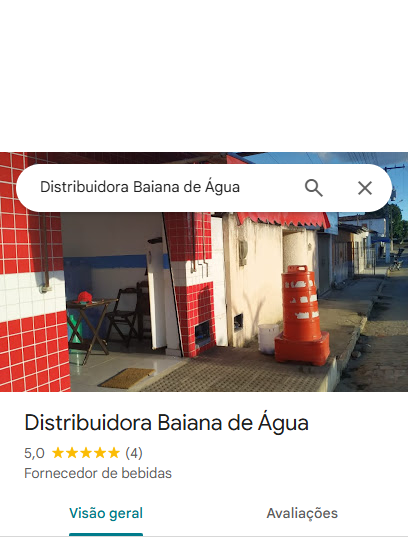 Distribuidora Baiana de Água
Distribuidora Baiana de Água
5,0 ★★★★★ (4)
Fornecedor de bebidas
Visão geral Avaliações